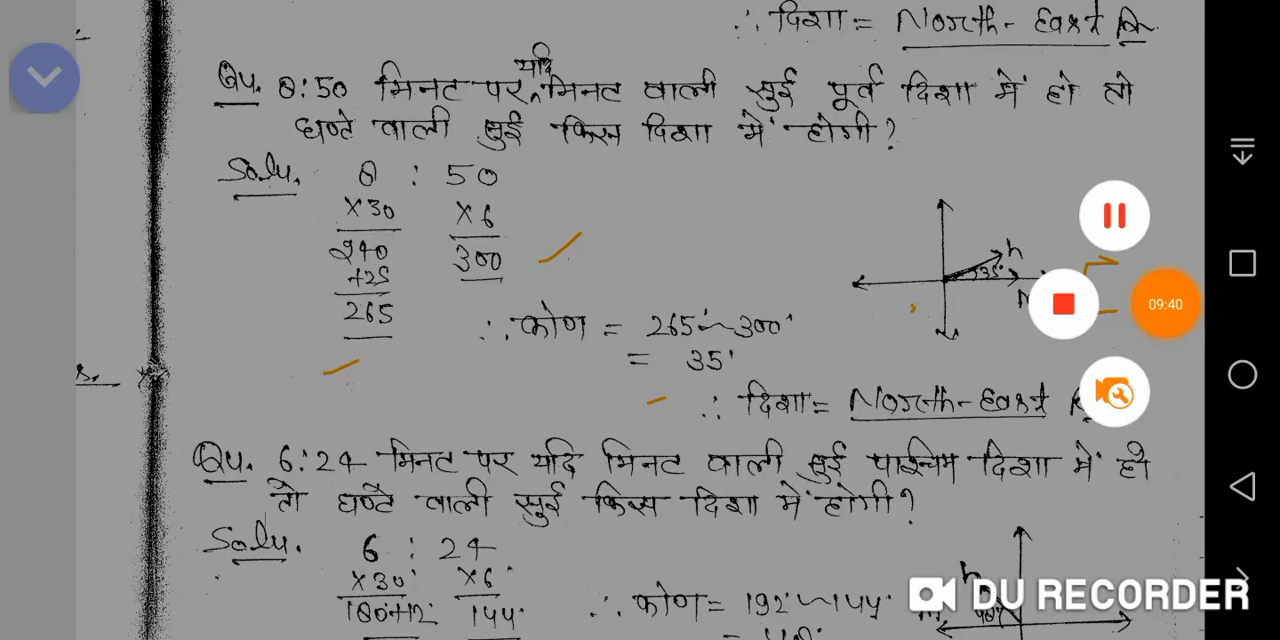 ∴ दिशा = North-East
Qu. 8:50 मिनट पर यदि मिनट वाली सुई पूर्व दिशा में हो तो
घण्टे वाली सुई किस दिशा में होगी?
Solu. 8 : 50
×30 ×6
240 300
+25
265
h
35°
09:40
∴ कोण = 265°~300°
= 35°
∴ दिशा = North-East
Qu. 6:24 मिनट पर यदि मिनट वाली सुई पश्चिम दिशा में हो
तो घण्टे वाली सुई किस दिशा में होगी?
Solu. 6 : 24
×30° ×6°
180+12° 144°
∴ कोण = 192°~144°
h
DU RECORDER